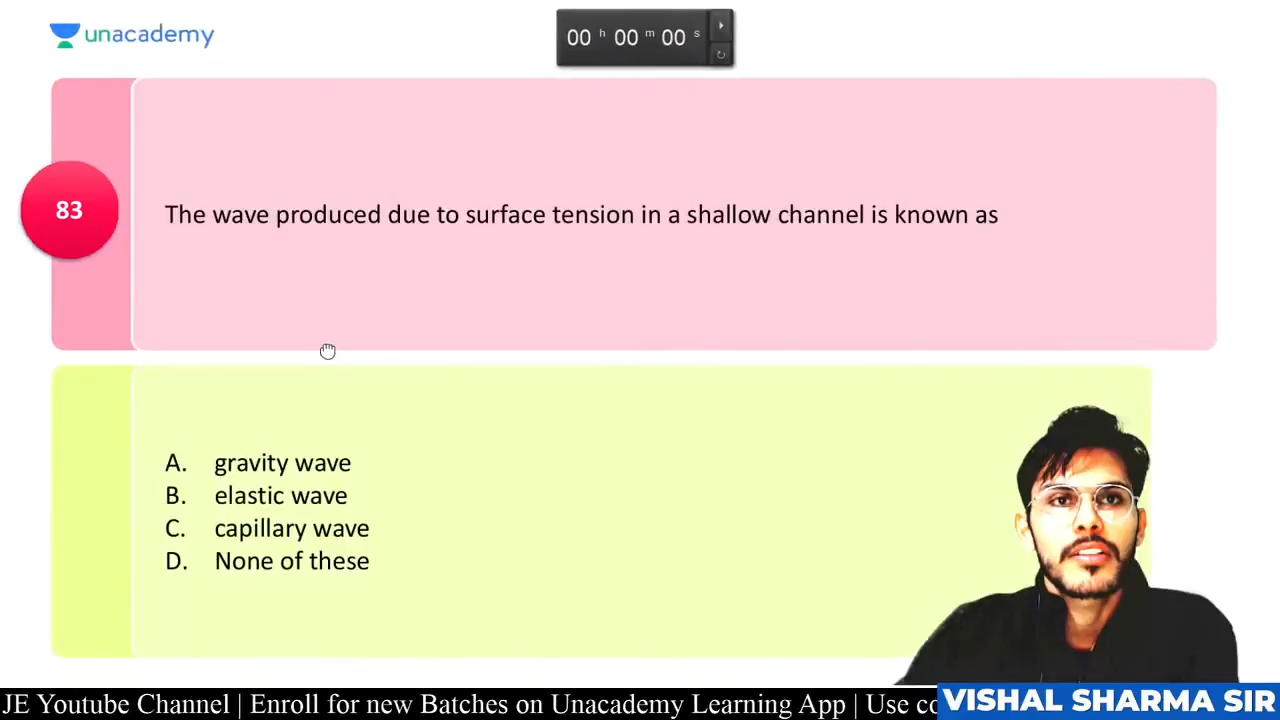 unacademy
00 h 00 m 00 s
83
The wave produced due to surface tension in a shallow channel is known as
A. gravity wave
B. elastic wave
C. capillary wave
D. None of these
JE Youtube Channel | Enroll for new Batches on Unacademy Learning App | Use
VISHAL SHARMA SIR